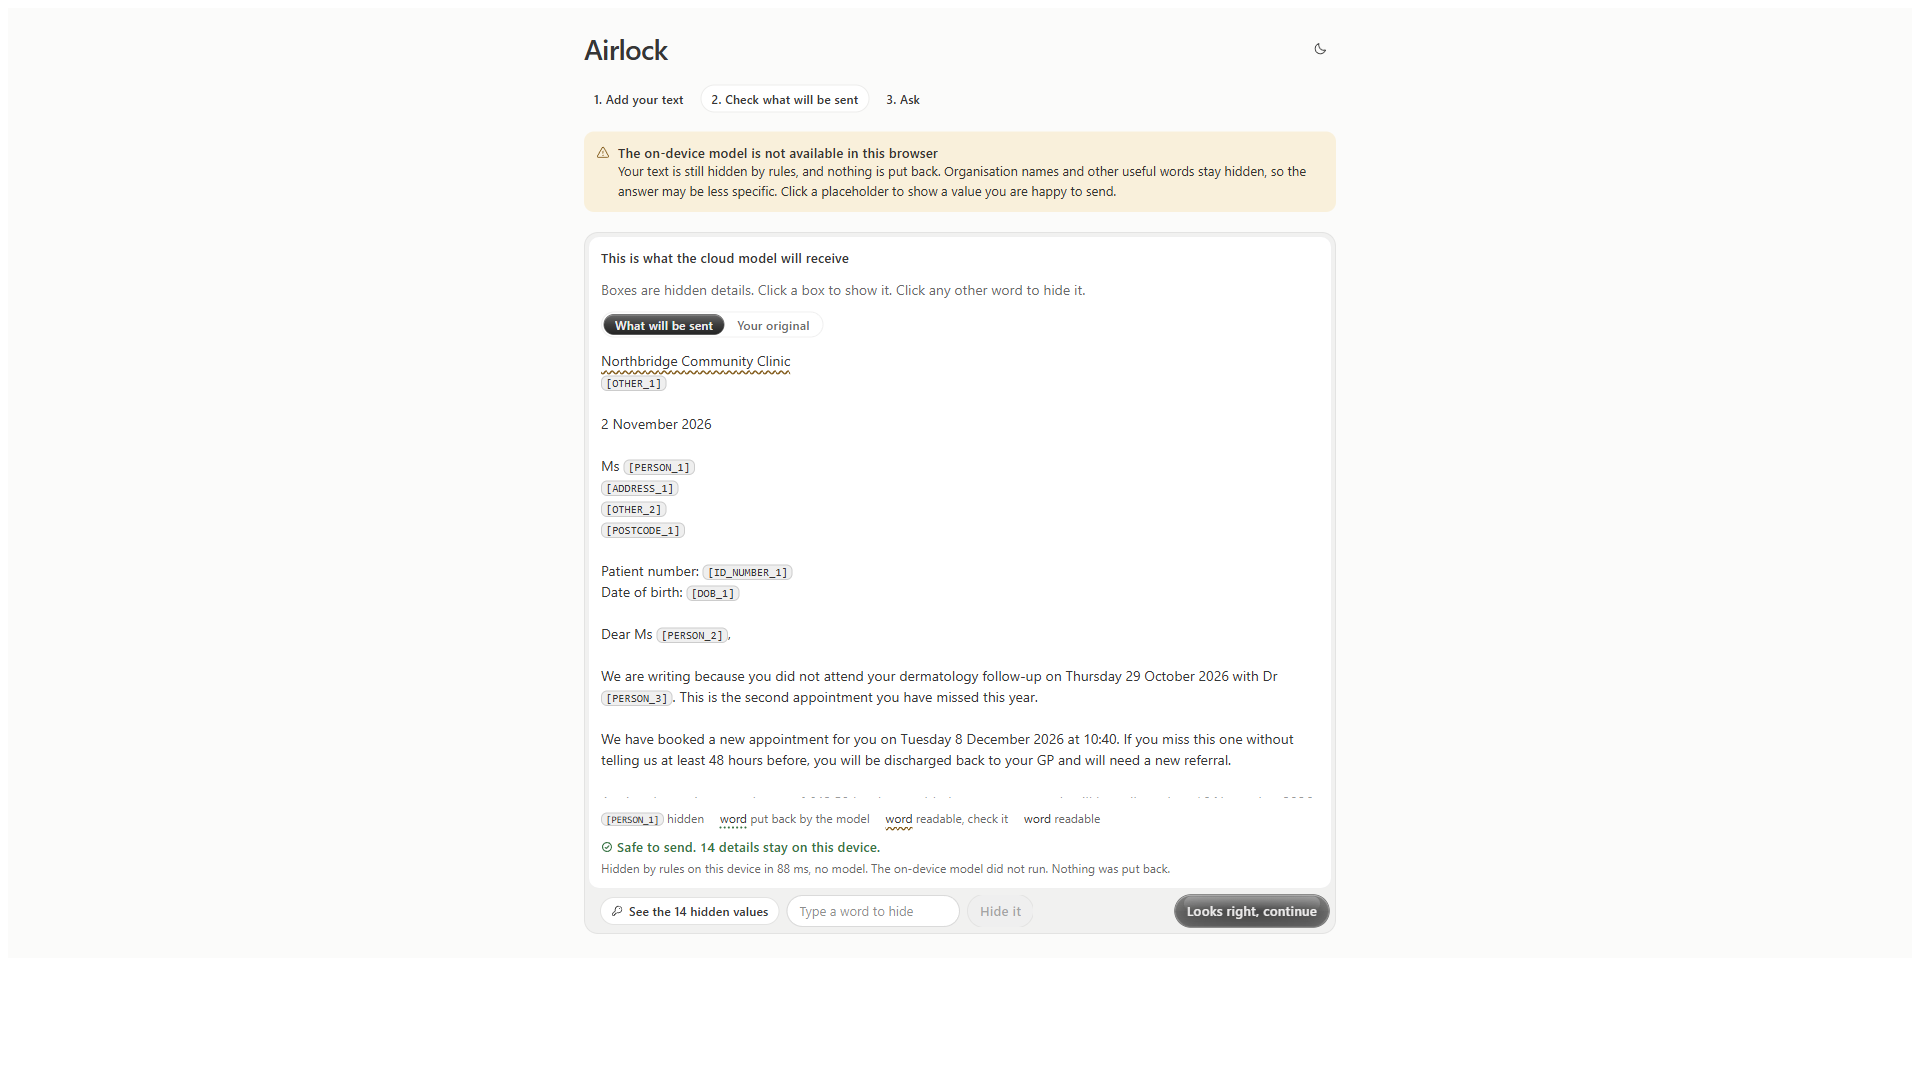 Airlock
1. Add your text
2. Check what will be sent
3. Ask
The on-device model is not available in this browser
Your text is still hidden by rules, and nothing is put back. Organisation names and other useful words stay hidden, so the
answer may be less specific. Click a placeholder to show a value you are happy to send.
This is what the cloud model will receive
Boxes are hidden details. Click a box to show it. Click any other word to hide it.
What will be sent
Your original
Northbridge Community Clinic
[OTHER_1]
2 November 2026
Ms [PERSON_1]
[ADDRESS_1]
[OTHER_2]
[POSTCODE_1]
Patient number: [ID_NUMBER_1]
Date of birth: [DOB_1]
Dear Ms [PERSON_2],
We are writing because you did not attend your dermatology follow-up on Thursday 29 October 2026 with Dr
[PERSON_3]. This is the second appointment you have missed this year.
We have booked a new appointment for you on Tuesday 8 December 2026 at 10:40. If you miss this one without
telling us at least 48 hours before, you will be discharged back to your GP and will need a new referral.
[PERSON_1] hidden
word put back by the model
word readable, check it
word readable
Safe to send. 14 details stay on this device.
Hidden by rules on this device in 88 ms, no model. The on-device model did not run. Nothing was put back.
See the 14 hidden values
Type a word to hide
Hide it
Looks right, continue